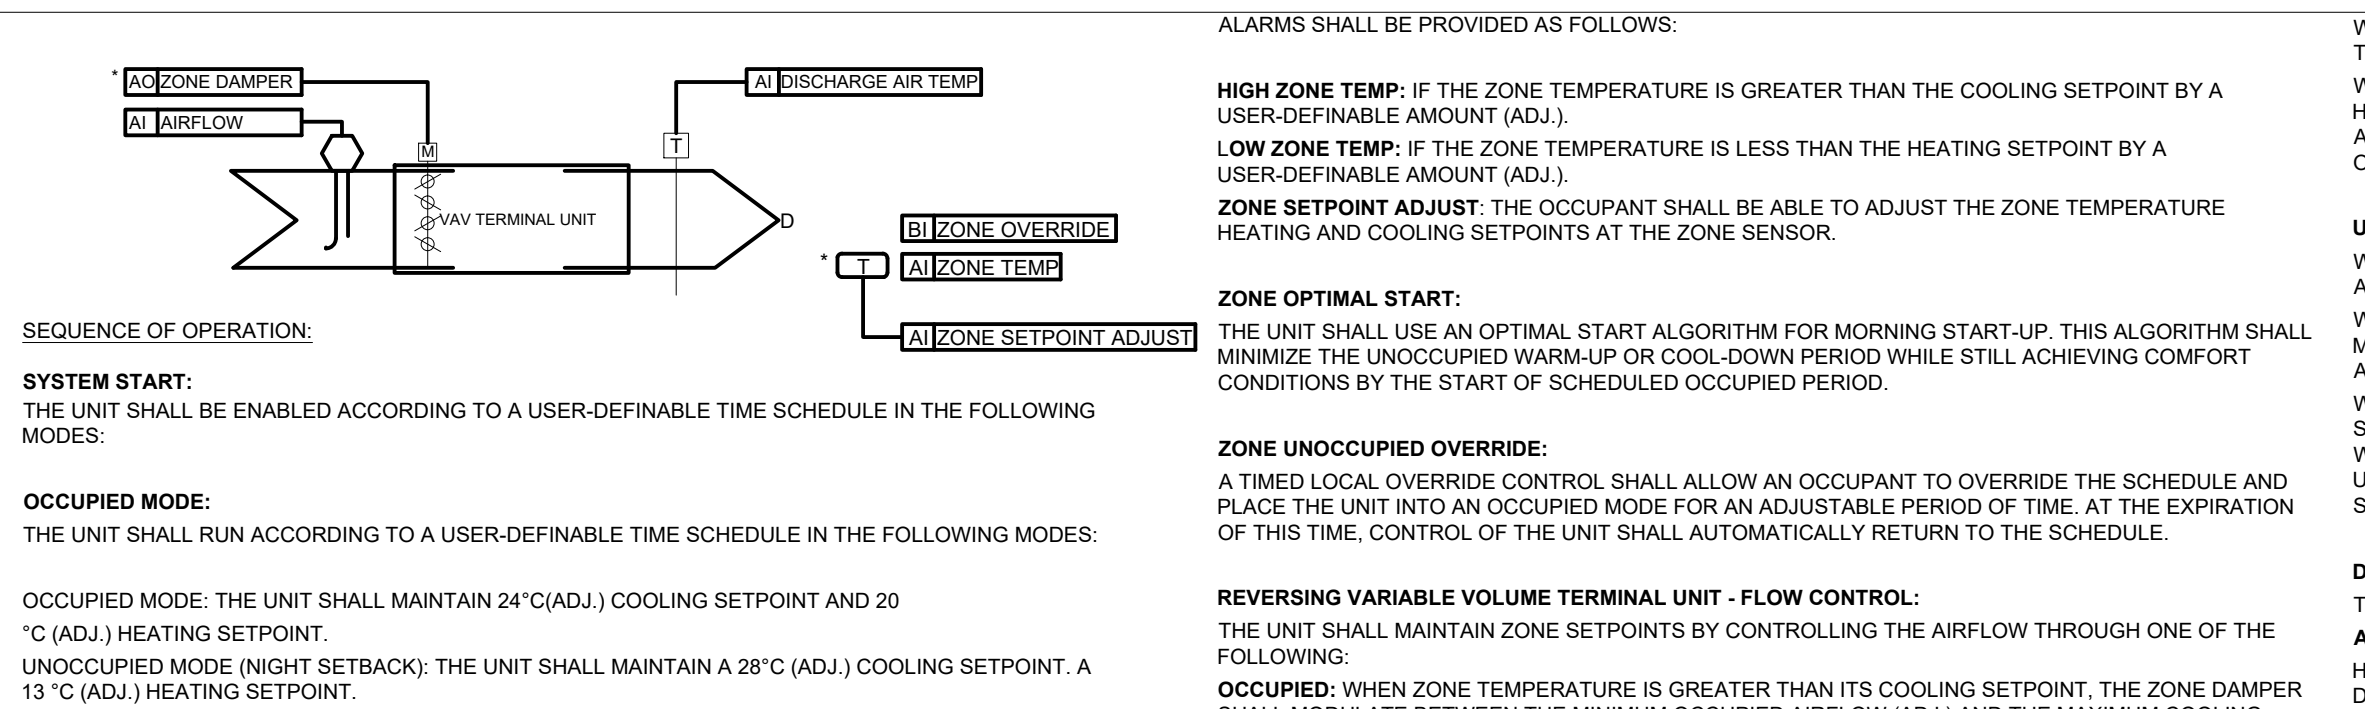 * AO ZONE DAMPER
AI AIRFLOW
AI DISCHARGE AIR TEMP
M
T
VAV TERMINAL UNIT
D
BI ZONE OVERRIDE
* T AI ZONE TEMP
AI ZONE SETPOINT ADJUST
SEQUENCE OF OPERATION:
SYSTEM START:
THE UNIT SHALL BE ENABLED ACCORDING TO A USER-DEFINABLE TIME SCHEDULE IN THE FOLLOWING
MODES:
OCCUPIED MODE:
THE UNIT SHALL RUN ACCORDING TO A USER-DEFINABLE TIME SCHEDULE IN THE FOLLOWING MODES:
OCCUPIED MODE: THE UNIT SHALL MAINTAIN 24°C(ADJ.) COOLING SETPOINT AND 20
°C (ADJ.) HEATING SETPOINT.
UNOCCUPIED MODE (NIGHT SETBACK): THE UNIT SHALL MAINTAIN A 28°C (ADJ.) COOLING SETPOINT. A
13 °C (ADJ.) HEATING SETPOINT.
ALARMS SHALL BE PROVIDED AS FOLLOWS:
HIGH ZONE TEMP: IF THE ZONE TEMPERATURE IS GREATER THAN THE COOLING SETPOINT BY A
USER-DEFINABLE AMOUNT (ADJ.).
LOW ZONE TEMP: IF THE ZONE TEMPERATURE IS LESS THAN THE HEATING SETPOINT BY A
USER-DEFINABLE AMOUNT (ADJ.).
ZONE SETPOINT ADJUST: THE OCCUPANT SHALL BE ABLE TO ADJUST THE ZONE TEMPERATURE
HEATING AND COOLING SETPOINTS AT THE ZONE SENSOR.
ZONE OPTIMAL START:
THE UNIT SHALL USE AN OPTIMAL START ALGORITHM FOR MORNING START-UP. THIS ALGORITHM SHALL
MINIMIZE THE UNOCCUPIED WARM-UP OR COOL-DOWN PERIOD WHILE STILL ACHIEVING COMFORT
CONDITIONS BY THE START OF SCHEDULED OCCUPIED PERIOD.
ZONE UNOCCUPIED OVERRIDE:
A TIMED LOCAL OVERRIDE CONTROL SHALL ALLOW AN OCCUPANT TO OVERRIDE THE SCHEDULE AND
PLACE THE UNIT INTO AN OCCUPIED MODE FOR AN ADJUSTABLE PERIOD OF TIME. AT THE EXPIRATION
OF THIS TIME, CONTROL OF THE UNIT SHALL AUTOMATICALLY RETURN TO THE SCHEDULE.
REVERSING VARIABLE VOLUME TERMINAL UNIT - FLOW CONTROL:
THE UNIT SHALL MAINTAIN ZONE SETPOINTS BY CONTROLLING THE AIRFLOW THROUGH ONE OF THE
FOLLOWING:
OCCUPIED: WHEN ZONE TEMPERATURE IS GREATER THAN ITS COOLING SETPOINT, THE ZONE DAMPER
SHALL MODULATE BETWEEN THE MINIMUM OCCUPIED AIRFLOW (ADJ.) AND THE MAXIMUM COOLING